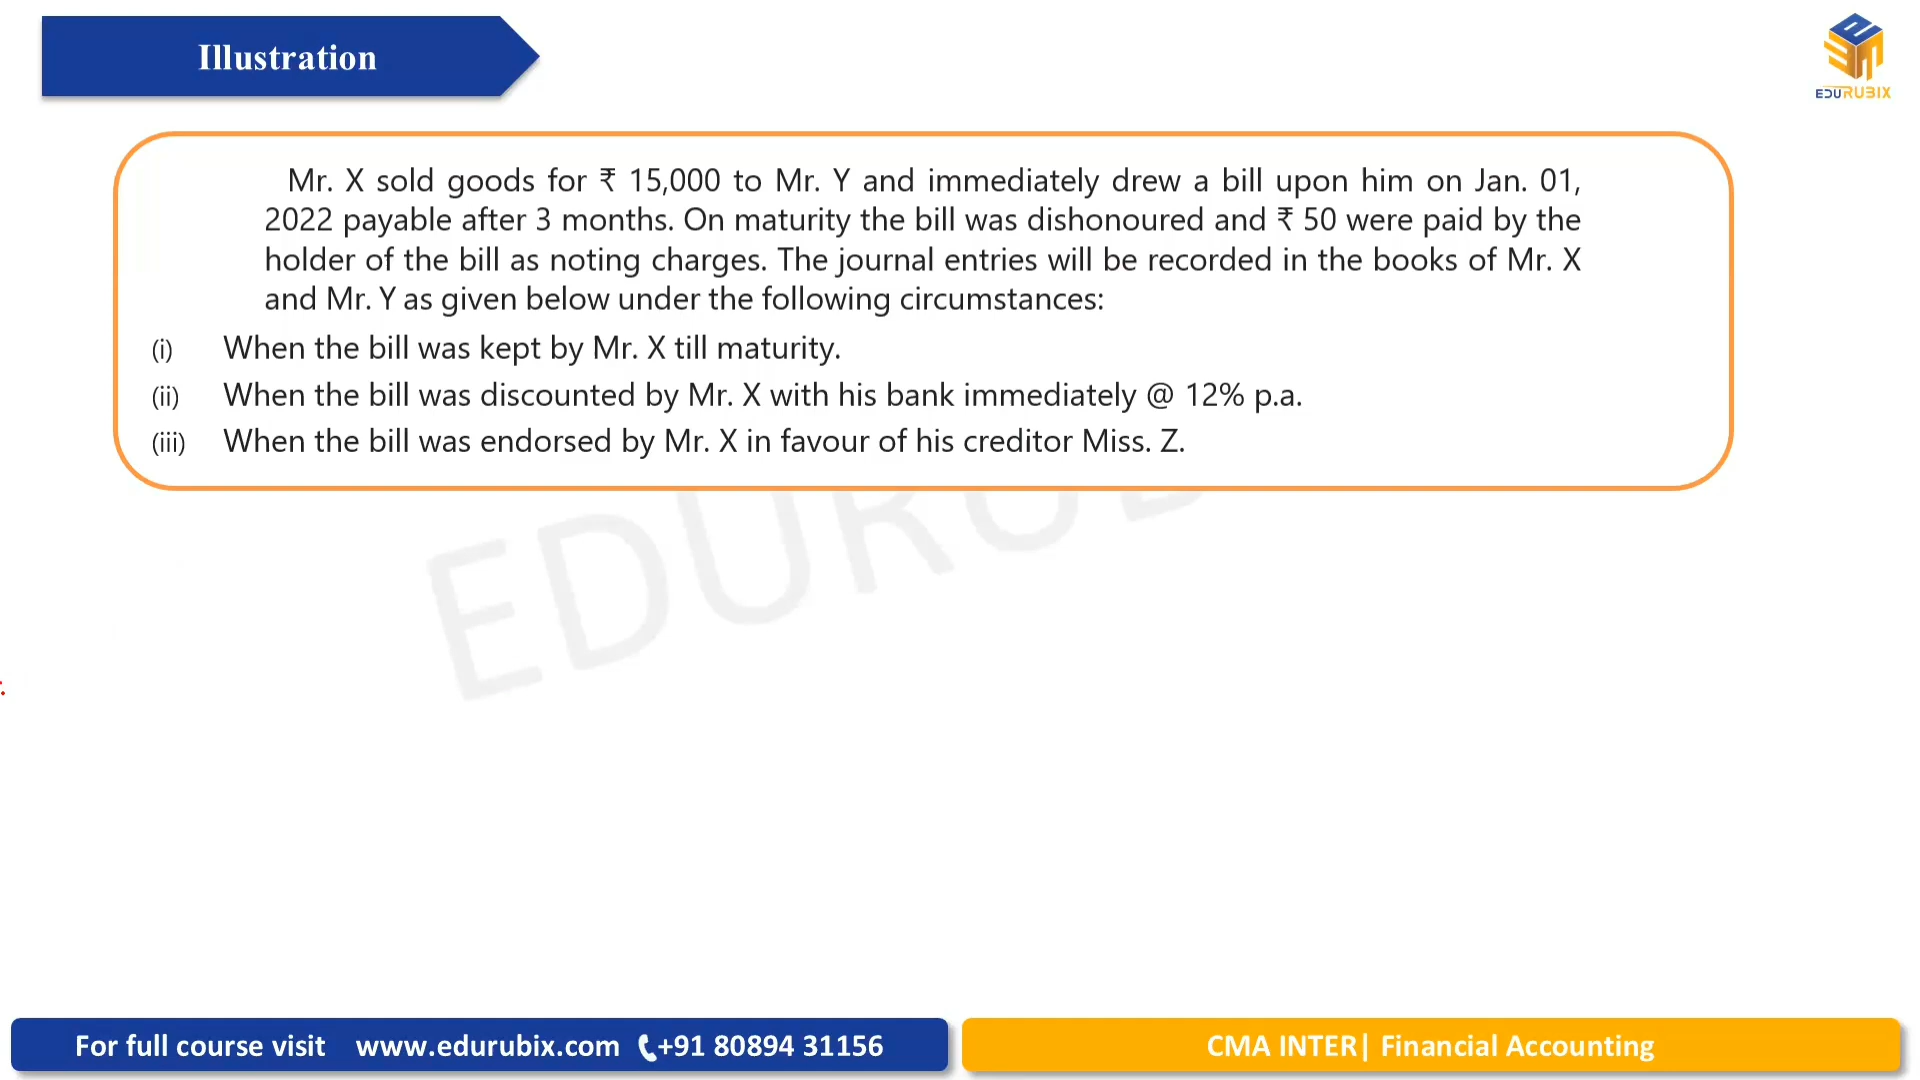 Illustration
EDURUBIX
Mr. X sold goods for ₹ 15,000 to Mr. Y and immediately drew a bill upon him on Jan. 01,
2022 payable after 3 months. On maturity the bill was dishonoured and ₹ 50 were paid by the
holder of the bill as noting charges. The journal entries will be recorded in the books of Mr. X
and Mr. Y as given below under the following circumstances:
(i) When the bill was kept by Mr. X till maturity.
(ii) When the bill was discounted by Mr. X with his bank immediately @ 12% p.a.
(iii) When the bill was endorsed by Mr. X in favour of his creditor Miss. Z.
EDURUB
For full course visit www.edurubix.com +91 80894 31156
CMA INTER| Financial Accounting